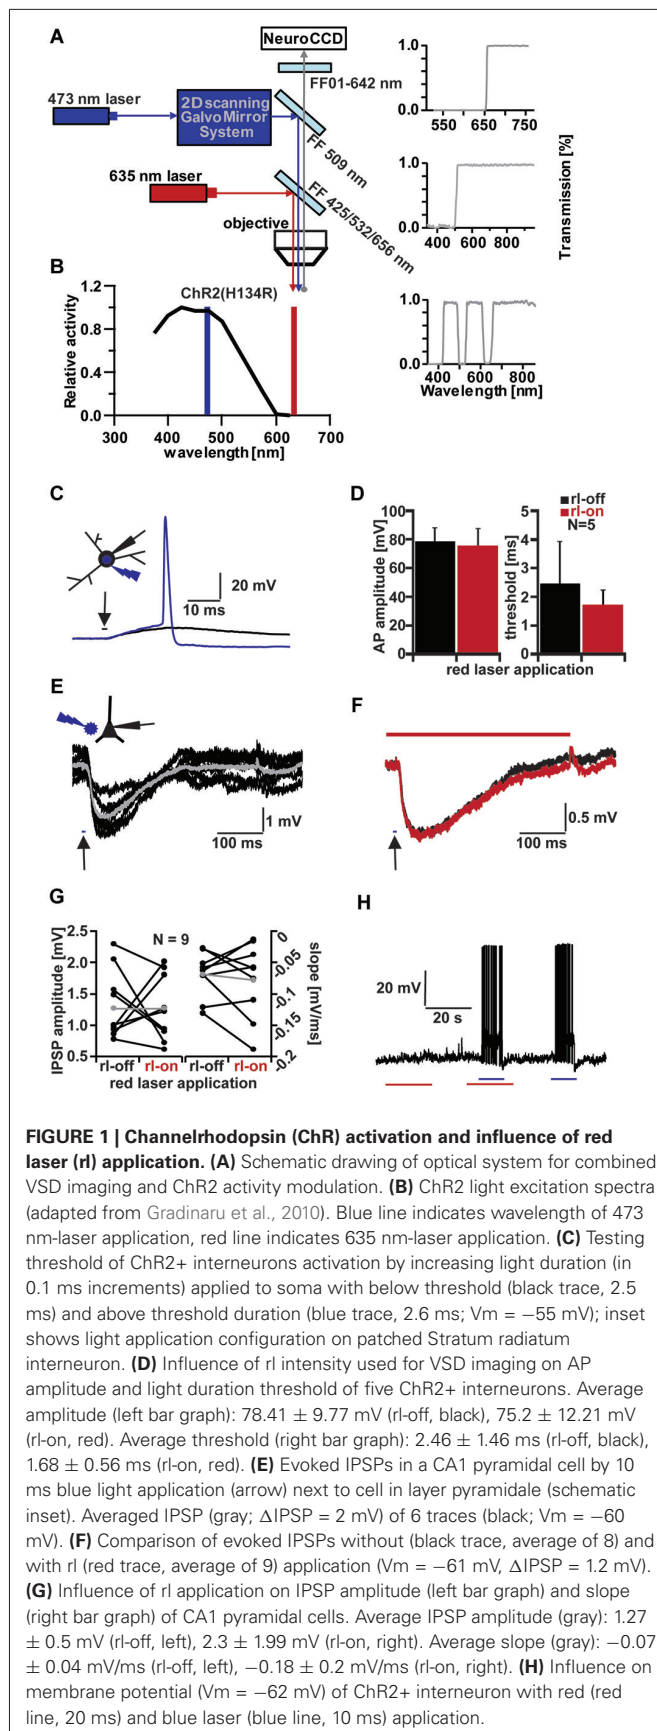 A
NeuroCCD
FF01-642 nm
473 nm laser
2D scanning
Galvo Mirror
System
FF 509 nm
635 nm laser
FF 425/532/656 nm
objective
1.0
0.0
550 650 750
1.0
0.0
400 600 800
1.0
0.0
400 600 800
Wavelength [nm]
Transmission [%]
B
ChR2(H134R)
Relative activity
1.2
0.8
0.4
0.0
300 400 500 600 700
wavelength [nm]
C
20 mV
10 ms
D
rl-off
rl-on
N=5
AP amplitude [mV]
100
80
60
40
20
0
threshold [ms]
5
4
3
2
1
0
red laser application
E
1 mV
100 ms
F
0.5 mV
100 ms
G
N = 9
IPSP amplitude [mV]
2.5
2.0
1.5
1.0
0.5
0
-0.05
-0.1
-0.15
-0.2
slope [mV/ms]
rl-off rl-on rl-off rl-on
red laser application
H
20 mV
20 s
FIGURE 1 | Channelrhodopsin (ChR) activation and influence of red
laser (rl) application. (A) Schematic drawing of optical system for combined
VSD imaging and ChR2 activity modulation. (B) ChR2 light excitation spectra
(adapted from Gradinaru et al., 2010). Blue line indicates wavelength of 473
nm-laser application, red line indicates 635 nm-laser application. (C) Testing
threshold of ChR2+ interneurons activation by increasing light duration (in
0.1 ms increments) applied to soma with below threshold (black trace, 2.5
ms) and above threshold duration (blue trace, 2.6 ms; Vm = −55 mV); inset
shows light application configuration on patched Stratum radiatum
interneuron. (D) Influence of rl intensity used for VSD imaging on AP
amplitude and light duration threshold of five ChR2+ interneurons. Average
amplitude (left bar graph): 78.41 ± 9.77 mV (rl-off, black), 75.2 ± 12.21 mV
(rl-on, red). Average threshold (right bar graph): 2.46 ± 1.46 ms (rl-off, black),
1.68 ± 0.56 ms (rl-on, red). (E) Evoked IPSPs in a CA1 pyramidal cell by 10
ms blue light application (arrow) next to cell in layer pyramidale (schematic
inset). Averaged IPSP (gray; ΔIPSP = 2 mV) of 6 traces (black; Vm = −60
mV). (F) Comparison of evoked IPSPs without (black trace, average of 8) and
with rl (red trace, average of 9) application (Vm = −61 mV, ΔIPSP = 1.2 mV).
(G) Influence of rl application on IPSP amplitude (left bar graph) and slope
(right bar graph) of CA1 pyramidal cells. Average IPSP amplitude (gray): 1.27
± 0.5 mV (rl-off, left), 2.3 ± 1.99 mV (rl-on, right). Average slope (gray): −0.07
± 0.04 mV/ms (rl-off, left), −0.18 ± 0.2 mV/ms (rl-on, right). (H) Influence on
membrane potential (Vm = −62 mV) of ChR2+ interneuron with red (red
line, 20 ms) and blue laser (blue line, 10 ms) application.